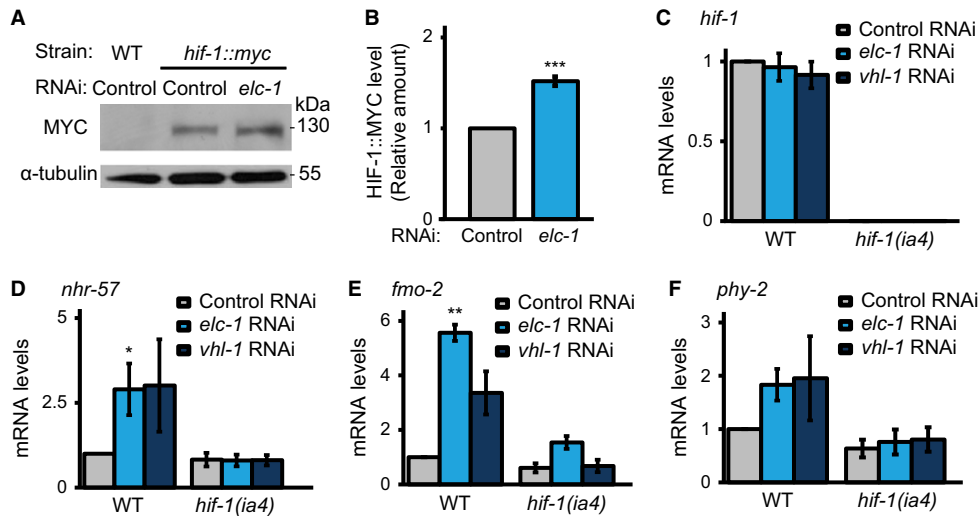 A
Strain: WT hif-1::myc
RNAi: Control Control elc-1
kDa
MYC
-130
α-tubulin
-55
B
HIF-1::MYC level
(Relative amount)
2
1
0
***
RNAi: Control elc-1
C
hif-1
Control RNAi
elc-1 RNAi
vhl-1 RNAi
mRNA levels
1
0.5
0
WT hif-1(ia4)
D
nhr-57
Control RNAi
elc-1 RNAi
vhl-1 RNAi
mRNA levels
5
2.5
0
*
WT hif-1(ia4)
E
fmo-2
Control RNAi
elc-1 RNAi
vhl-1 RNAi
mRNA levels
6
4
2
0
**
WT hif-1(ia4)
F
phy-2
Control RNAi
elc-1 RNAi
vhl-1 RNAi
mRNA levels
3
2
1
0
WT hif-1(ia4)